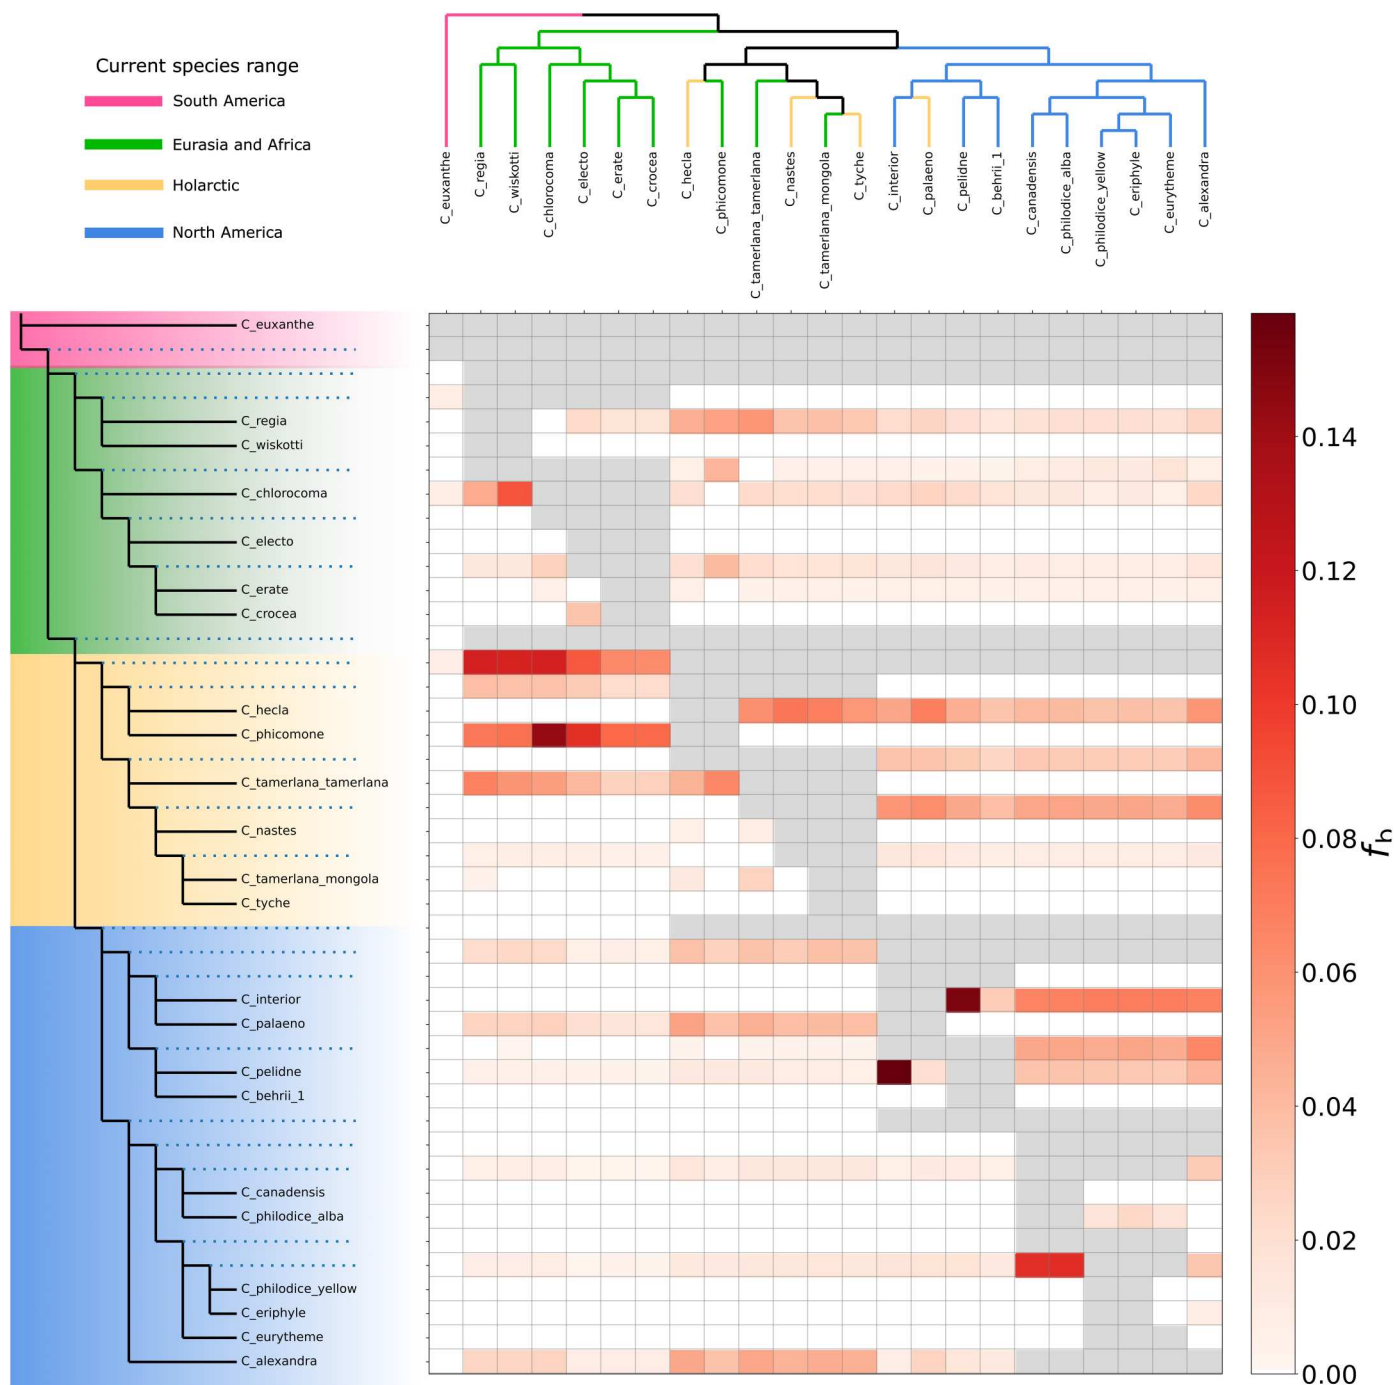 Current species range
South America
Eurasia and Africa
Holarctic
North America
C_euxanthe
C_regia
C_wiskotti
C_chlorocoma
C_electo
C_erate
C_crocea
C_hecla
C_phicomone
C_tamerlana_tamerlana
C_nastes
C_tamerlana_mongola
C_tyche
C_interior
C_palaeno
C_pelidne
C_behrii_1
C_canadensis
C_philodice_alba
C_philodice_yellow
C_eriphyle
C_eurytheme
C_alexandra
C_euxanthe
C_regia
C_wiskotti
C_chlorocoma
C_electo
C_erate
C_crocea
C_hecla
C_phicomone
C_tamerlana_tamerlana
C_nastes
C_tamerlana_mongola
C_tyche
C_interior
C_palaeno
C_pelidne
C_behrii_1
C_canadensis
C_philodice_alba
C_philodice_yellow
C_eriphyle
C_eurytheme
C_alexandra
0.14
0.12
0.10
0.08
0.06
0.04
0.02
0.00
f_b